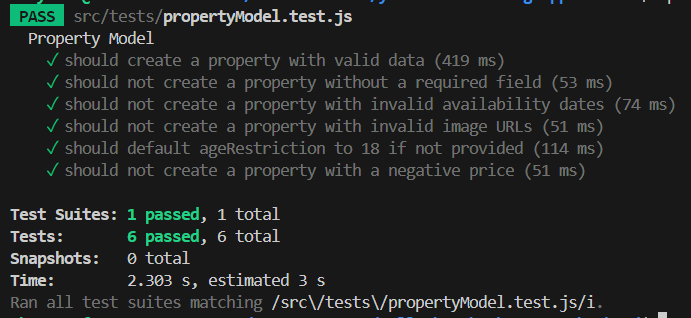 PASS src/tests/propertyModel.test.js
Property Model
✓ should create a property with valid data (419 ms)
✓ should not create a property without a required field (53 ms)
✓ should not create a property with invalid availability dates (74 ms)
✓ should not create a property with invalid image URLs (51 ms)
✓ should default ageRestriction to 18 if not provided (114 ms)
✓ should not create a property with a negative price (51 ms)
Test Suites: 1 passed, 1 total
Tests: 6 passed, 6 total
Snapshots: 0 total
Time: 2.303 s, estimated 3 s
Ran all test suites matching /src\/tests\/propertyModel.test.js/i.